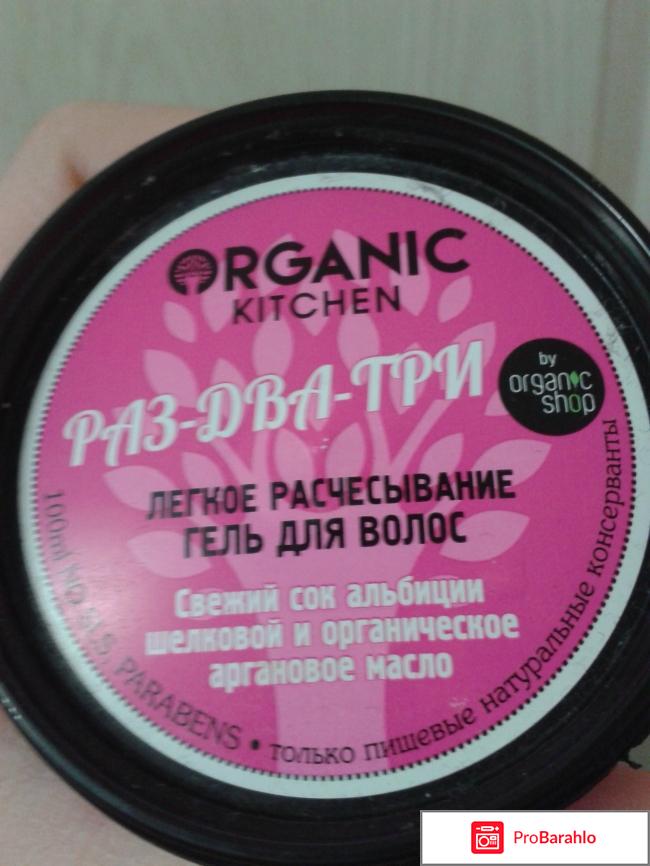 ORGANIC
KITCHEN
by
organic
shop
РАЗ-ДВА-ТРИ
ЛЕГКОЕ РАСЧЕСЫВАНИЕ
ГЕЛЬ ДЛЯ ВОЛОС
Свежий сок альбиции
шелковой и органическое
аргановое масло
100ml NO SLS, PARABENS • только пищевые натуральные консерванты
ProBarahlo